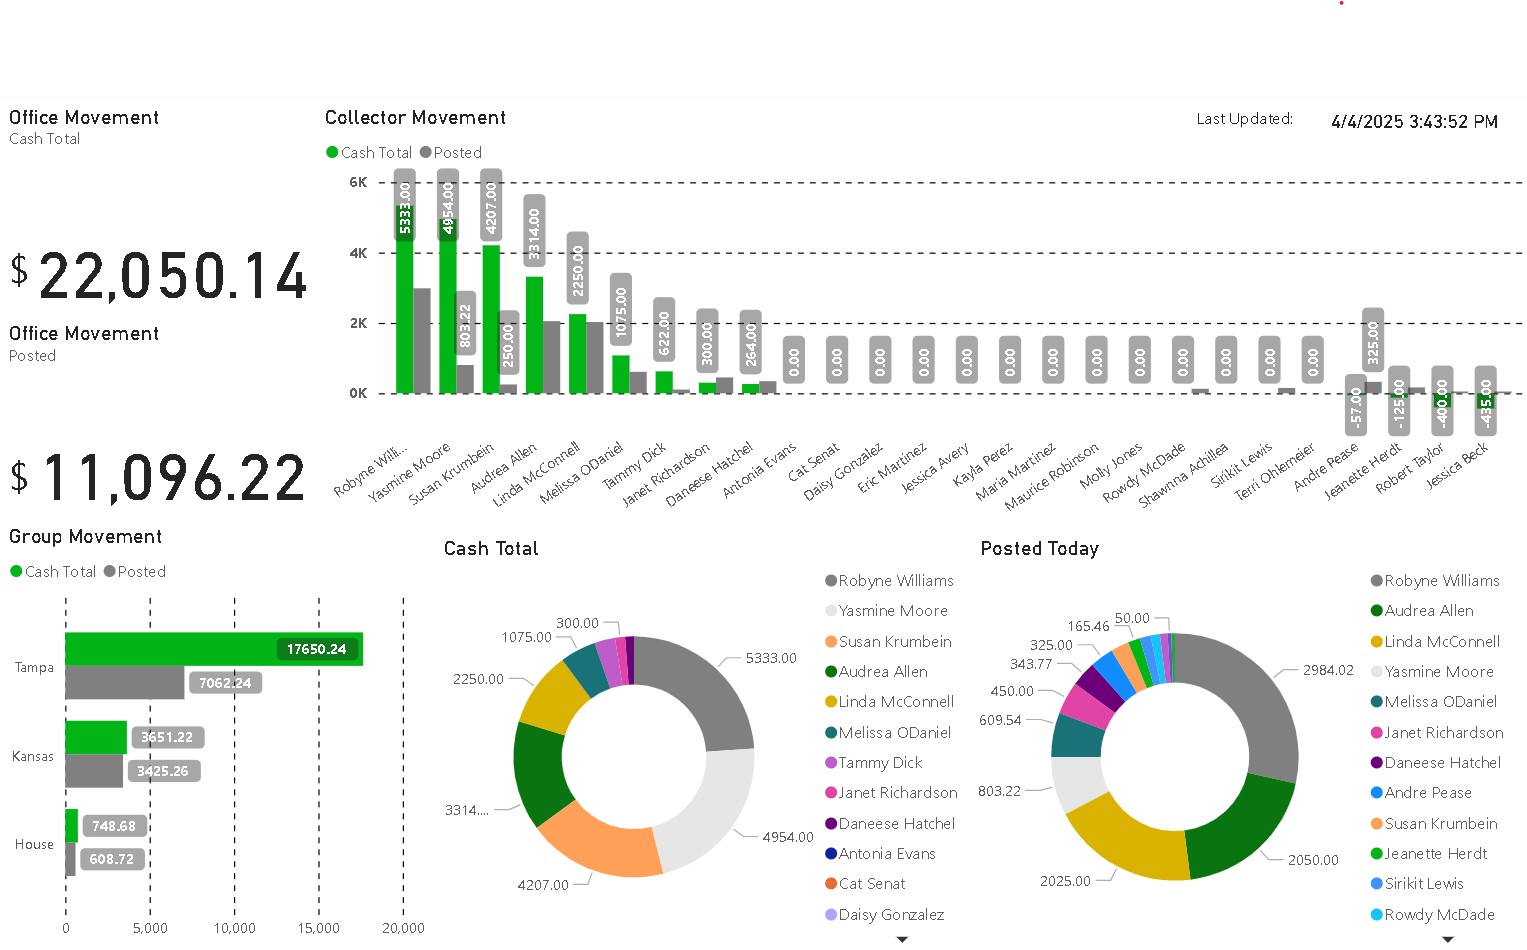 Office Movement
Cash Total
$ 22,050.14
Office Movement
Posted
$ 11,096.22
Collector Movement
Last Updated: 4/4/2025 3:43:52 PM
Cash Total Posted
6K
4K
2K
0K
5333.00
4954.00
803.22
4207.00
250.00
3314.00
2250.00
1075.00
622.00
300.00
264.00
0.00
0.00
0.00
0.00
0.00
0.00
0.00
0.00
0.00
0.00
0.00
0.00
0.00
-57.00
325.00
-125.00
-400.00
-435.00
Robyne Willi...
Yasmine Moore
Susan Krumbein
Audrea Allen
Linda McConnell
Melissa ODaniel
Tammy Dick
Janet Richardson
Daneese Hatchel
Antonia Evans
Cat Senat
Daisy Gonzalez
Eric Martinez
Jessica Avery
Kayla Perez
Maria Martinez
Maurice Robinson
Molly Jones
Rowdy McDade
Shawnna Achillea
Sirikit Lewis
Terri Ohlemeier
Andre Pease
Jeanette Herdt
Robert Taylor
Jessica Beck
Group Movement
Cash Total Posted
Tampa
17650.24
7062.24
Kansas
3651.22
3425.26
House
748.68
608.72
0 5,000 10,000 15,000 20,000
Cash Total
300.00
1075.00
2250.00
3314....
4207.00
4954.00
5333.00
Robyne Williams
Yasmine Moore
Susan Krumbein
Audrea Allen
Linda McConnell
Melissa ODaniel
Tammy Dick
Janet Richardson
Daneese Hatchel
Antonia Evans
Cat Senat
Daisy Gonzalez
Posted Today
50.00
165.46
325.00
343.77
450.00
609.54
803.22
2025.00
2050.00
2984.02
Robyne Williams
Audrea Allen
Linda McConnell
Yasmine Moore
Melissa ODaniel
Janet Richardson
Daneese Hatchel
Andre Pease
Susan Krumbein
Jeanette Herdt
Sirikit Lewis
Rowdy McDade